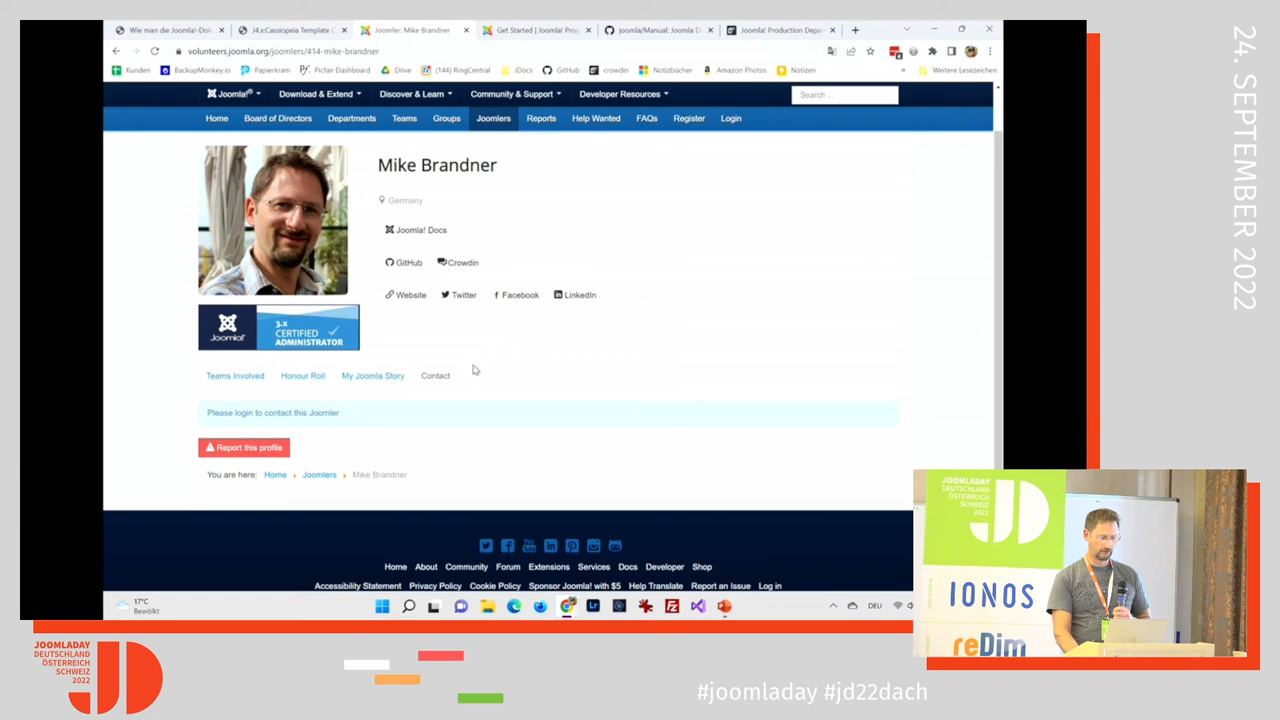 Wie man die Joomla!-Dok
J4.x:Cassiopeia Template C
Joomler: Mike Brandner
Get Started | Joomla! Prog
joomla/Manual: Joomla D
Joomla! Production Depar
volunteers.joomla.org/joomlers/414-mike-brandner
Kunden BackupMonkey.io Papierkram Picflair Dashboard Drive (144) RingCentral JDocs GitHub crowdin Notizbücher Amazon Photos Notizen » Weitere Lesezeichen
Joomla!® Download & Extend Discover & Learn Community & Support Developer Resources Search ...
Home Board of Directors Departments Teams Groups Joomlers Reports Help Wanted FAQs Register Login
Mike Brandner
Germany
Joomla! Docs
GitHub Crowdin
Website Twitter Facebook LinkedIn
Joomla!
3.x
CERTIFIED
ADMINISTRATOR
Teams Involved Honour Roll My Joomla Story Contact
Please login to contact this Joomler
Report this profile
You are here: Home Joomlers Mike Brandner
Home About Community Forum Extensions Services Docs Developer Shop
Accessibility Statement Privacy Policy Cookie Policy Sponsor Joomla! with $5 Help Translate Report an Issue Log in
17°C
Bewölkt
DEU
24. SEPTEMBER 2022
JOOMLADAY
DEUTSCHLAND
ÖSTERREICH
SCHWEIZ
2022
JD
IONOS
reDim
JOOMLADAY
DEUTSCHLAND
ÖSTERREICH
SCHWEIZ
2022
JD
#joomladay #jd22dach